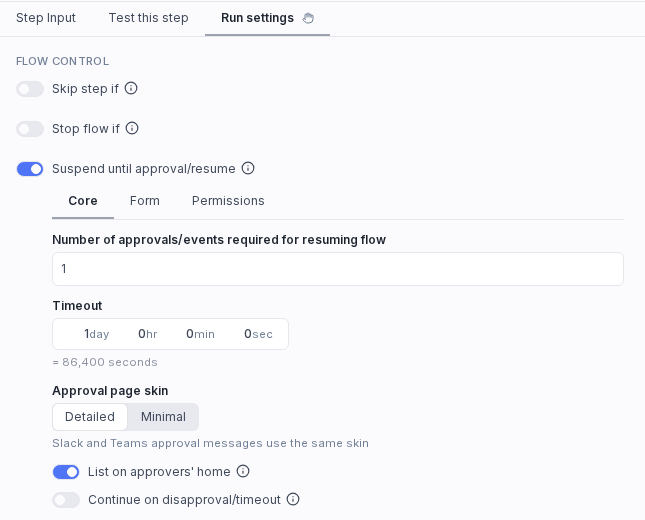 Step Input Test this step Run settings
FLOW CONTROL
Skip step if
Stop flow if
Suspend until approval/resume
Core Form Permissions
Number of approvals/events required for resuming flow
1
Timeout
1day 0hr 0min 0sec
= 86,400 seconds
Approval page skin
Detailed Minimal
Slack and Teams approval messages use the same skin
List on approvers' home
Continue on disapproval/timeout